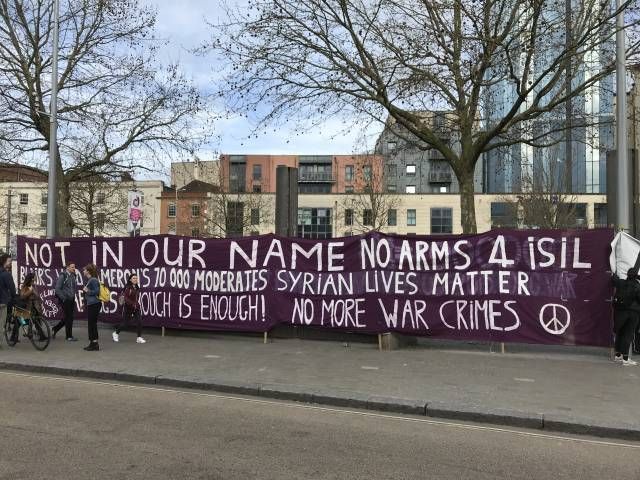 NOT IN OUR NAME NO ARMS 4 ISIL
70 000 MODERATES SYRIAN LIVES MATTER
ENOUGH IS ENOUGH! NO MORE WAR CRIMES